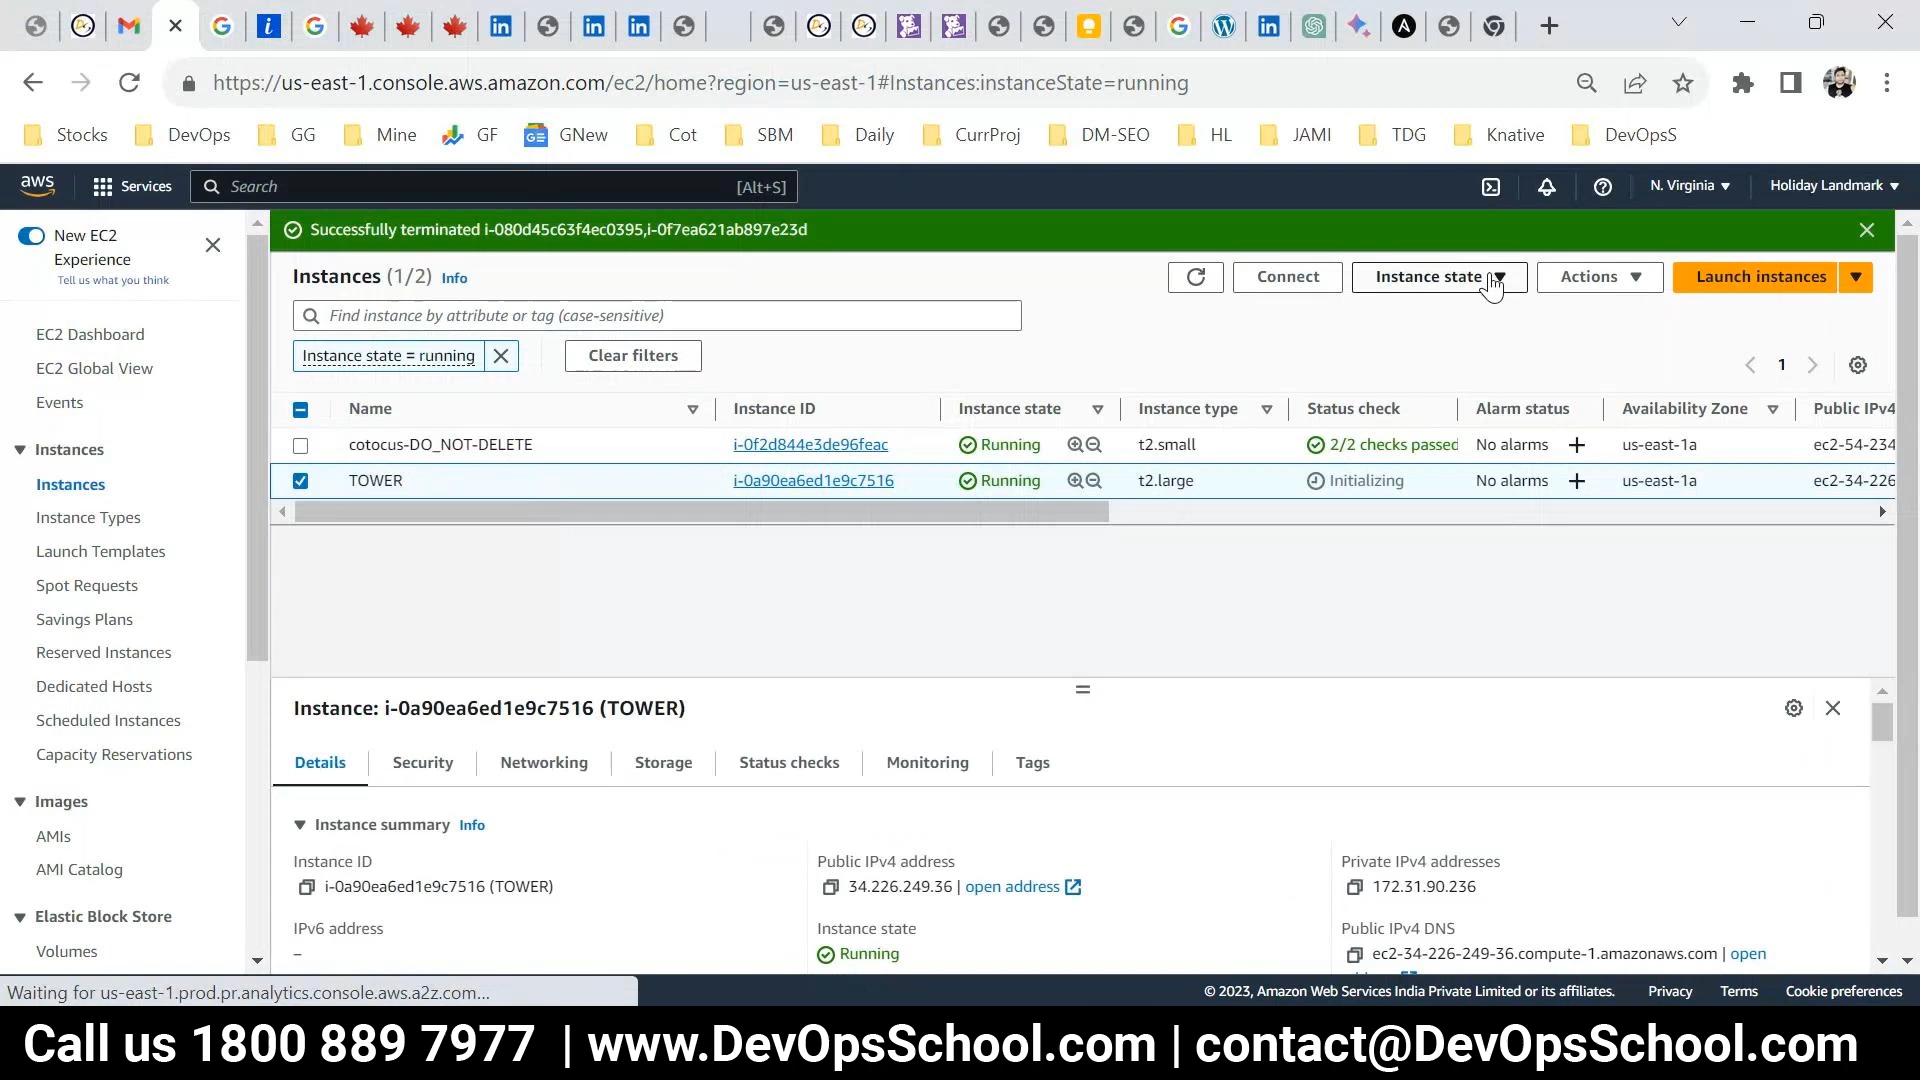 https://us-east-1.console.aws.amazon.com/ec2/home?region=us-east-1#Instances:instanceState=running
Stocks DevOps GG Mine GF GNew Cot SBM Daily CurrProj DM-SEO HL JAMI TDG Knative DevOpsS
aws Services Search [Alt+S] N. Virginia Holiday Landmark
New EC2 Experience
Tell us what you think
EC2 Dashboard
EC2 Global View
Events
Instances
Instances
Instance Types
Launch Templates
Spot Requests
Savings Plans
Reserved Instances
Dedicated Hosts
Scheduled Instances
Capacity Reservations
Images
AMIs
AMI Catalog
Elastic Block Store
Volumes
Successfully terminated i-080d45c63f4ec0395,i-0f7ea621ab897e23d
Instances (1/2) Info Connect Instance state Actions Launch instances
Find instance by attribute or tag (case-sensitive)
Instance state = running Clear filters
1
Name Instance ID Instance state Instance type Status check Alarm status Availability Zone Public IPv4
cotocus-DO_NOT-DELETE i-0f2d844e3de96feac Running t2.small 2/2 checks passed No alarms us-east-1a ec2-54-234
TOWER i-0a90ea6ed1e9c7516 Running t2.large Initializing No alarms us-east-1a ec2-34-226
Instance: i-0a90ea6ed1e9c7516 (TOWER)
Details Security Networking Storage Status checks Monitoring Tags
Instance summary Info
Instance ID
i-0a90ea6ed1e9c7516 (TOWER)
Public IPv4 address
34.226.249.36 | open address
Private IPv4 addresses
172.31.90.236
IPv6 address
–
Instance state
Running
Public IPv4 DNS
ec2-34-226-249-36.compute-1.amazonaws.com | open
Waiting for us-east-1.prod.pr.analytics.console.aws.a2z.com...
© 2023, Amazon Web Services India Private Limited or its affiliates. Privacy Terms Cookie preferences
Call us 1800 889 7977 | www.DevOpsSchool.com | contact@DevOpsSchool.com